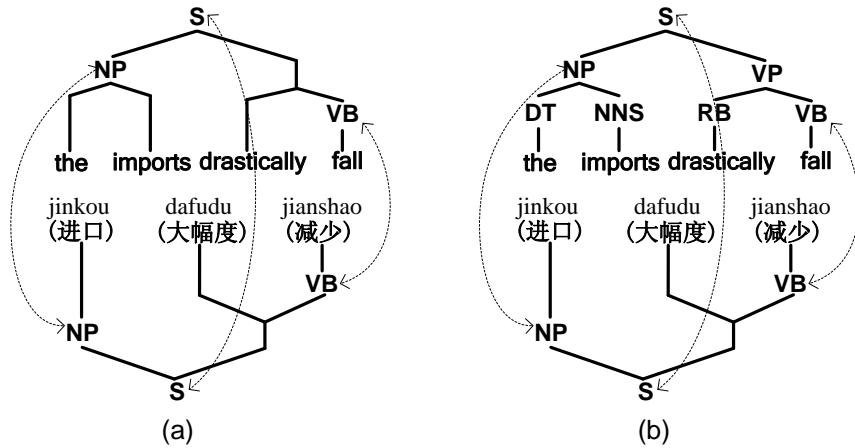 S
NP
VB
the imports drastically fall
jinkou dafudu jianshao
(进口) (大幅度) (减少)
VB
NP
S
(a)
S
NP VP
DT NNS RB VB
the imports drastically fall
jinkou dafudu jianshao
(进口) (大幅度) (减少)
VB
NP
S
(b)